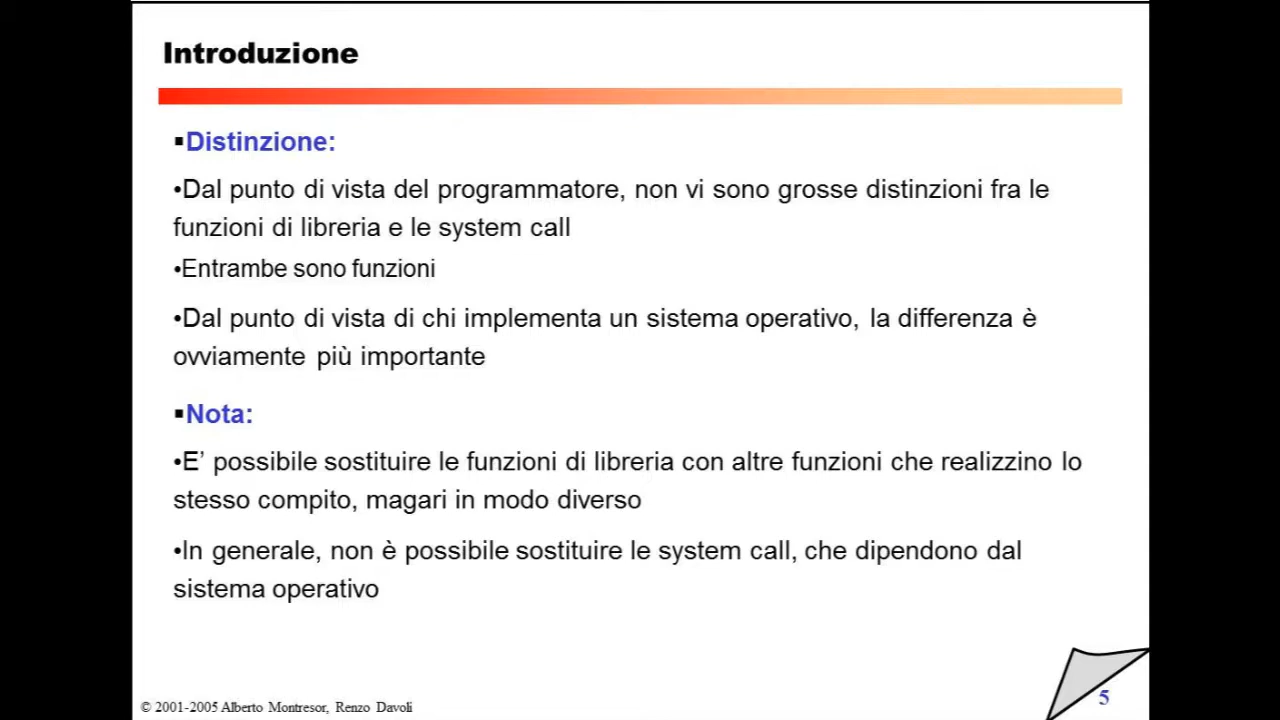 Introduzione
▪Distinzione:
•Dal punto di vista del programmatore, non vi sono grosse distinzioni fra le
funzioni di libreria e le system call
•Entrambe sono funzioni
•Dal punto di vista di chi implementa un sistema operativo, la differenza è
ovviamente più importante
▪Nota:
•E’ possibile sostituire le funzioni di libreria con altre funzioni che realizzino lo
stesso compito, magari in modo diverso
•In generale, non è possibile sostituire le system call, che dipendono dal
sistema operativo
© 2001-2005 Alberto Montresor, Renzo Davoli
5